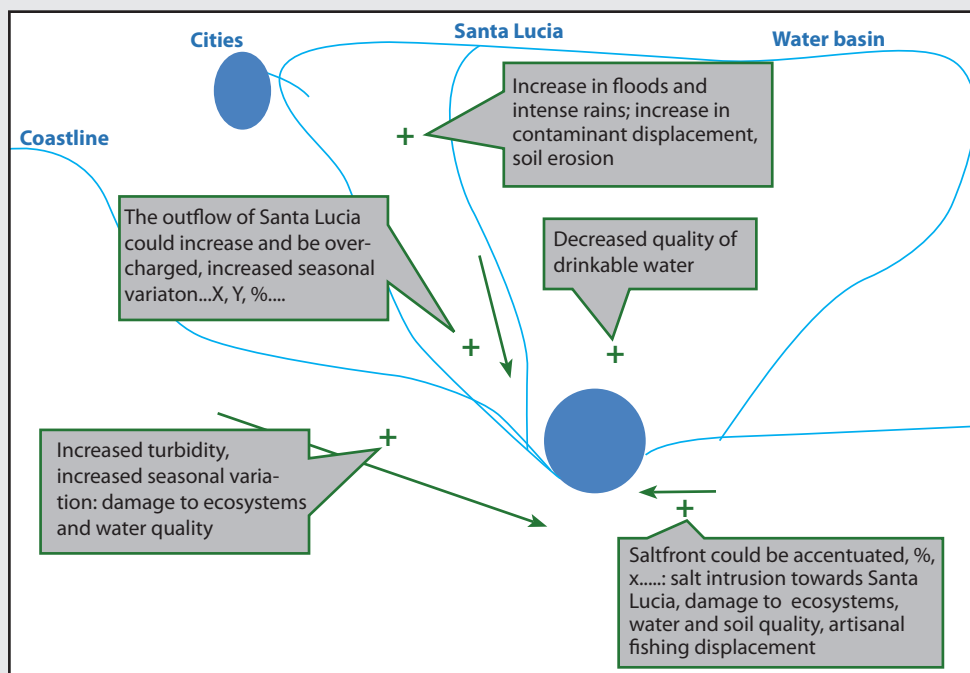 Santa Lucia
Cities
Water basin
Coastline
Increase in floods and
intense rains; increase in
contaminant displacement,
soil erosion
+
The outflow of Santa Lucia
could increase and be over-
charged, increased seasonal
variaton...X, Y, %....
+
Decreased quality of
drinkable water
+
Increased turbidity,
increased seasonal varia-
tion: damage to ecosystems
and water quality
+
+
Saltfront could be accentuated, %,
x.....: salt intrusion towards Santa
Lucia, damage to ecosystems,
water and soil quality, artisanal
fishing displacement